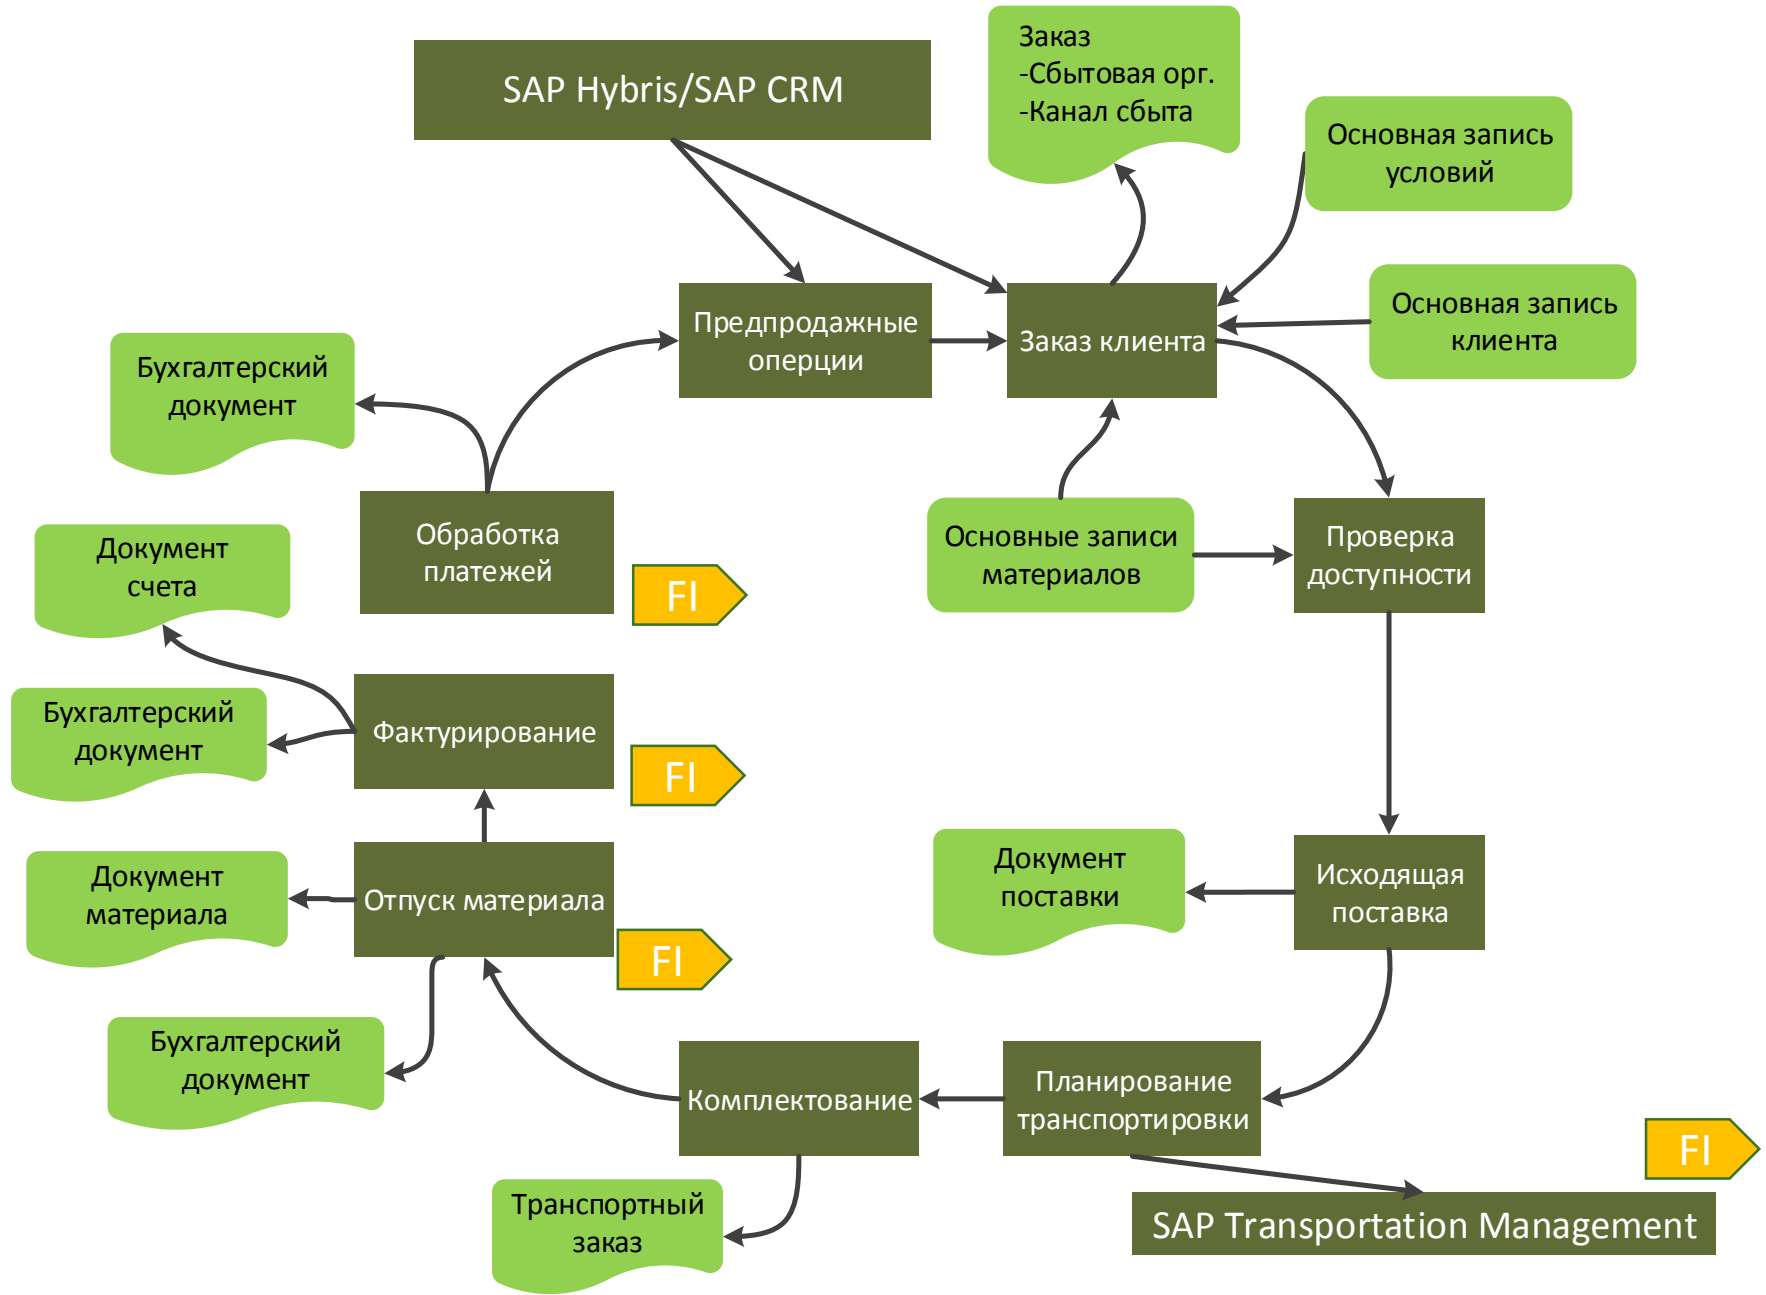 SAP Hybris/SAP CRM
Заказ
-Сбытовая орг.
-Канал сбыта
Основная запись
условий
Основная запись
клиента
Предпродажные
оперции
Заказ клиента
Бухгалтерский
документ
Обработка
платежей
FI
Основные записи
материалов
Проверка
доступности
Документ
счета
Бухгалтерский
документ
Фактурирование
FI
Документ
материала
Отпуск материала
FI
Документ
поставки
Исходящая
поставка
Бухгалтерский
документ
Комплектование
Планирование
транспортировки
FI
Транспортный
заказ
SAP Transportation Management